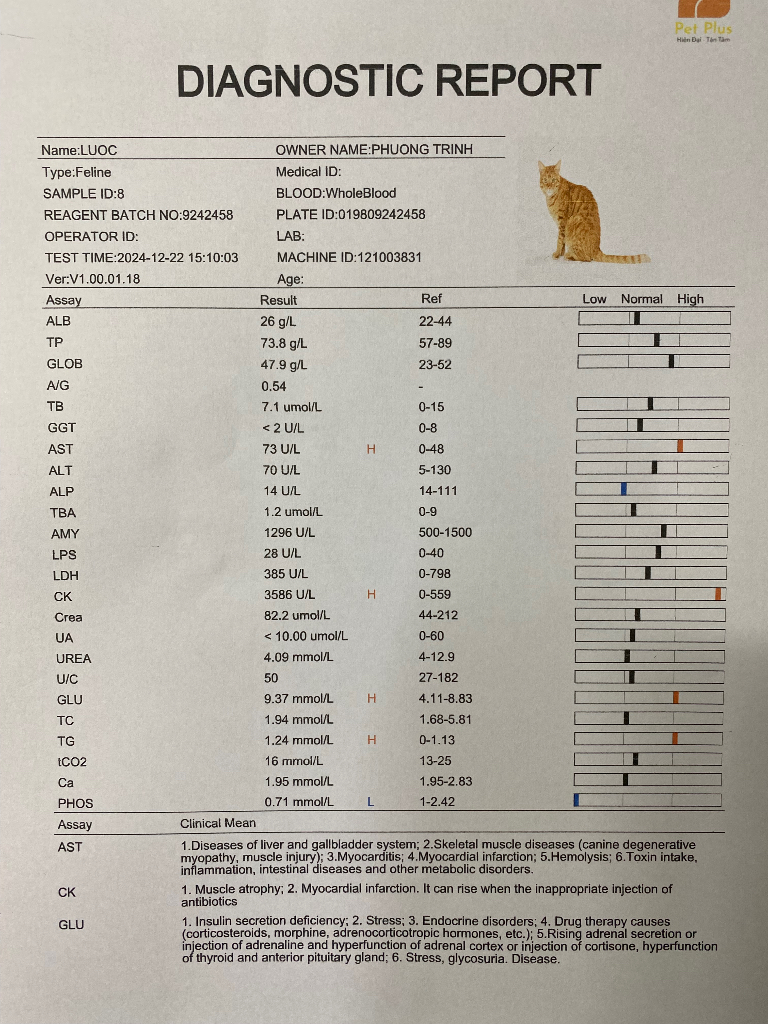 Pet Plus
Hiện Đại Tận Tâm
DIAGNOSTIC REPORT
Name:LUOC OWNER NAME:PHUONG TRINH
Type:Feline Medical ID:
SAMPLE ID:8 BLOOD:WholeBlood
REAGENT BATCH NO:9242458 PLATE ID:019809242458
OPERATOR ID: LAB:
TEST TIME:2024-12-22 15:10:03 MACHINE ID:121003831
Ver:V1.00.01.18 Age:
Assay Result Ref Low Normal High
ALB 26 g/L 22-44
TP 73.8 g/L 57-89
GLOB 47.9 g/L 23-52
A/G 0.54 -
TB 7.1 umol/L 0-15
GGT < 2 U/L 0-8
AST 73 U/L H 0-48
ALT 70 U/L 5-130
ALP 14 U/L 14-111
TBA 1.2 umol/L 0-9
AMY 1296 U/L 500-1500
LPS 28 U/L 0-40
LDH 385 U/L 0-798
CK 3586 U/L H 0-559
Crea 82.2 umol/L 44-212
UA < 10.00 umol/L 0-60
UREA 4.09 mmol/L 4-12.9
U/C 50 27-182
GLU 9.37 mmol/L H 4.11-8.83
TC 1.94 mmol/L 1.68-5.81
TG 1.24 mmol/L H 0-1.13
tCO2 16 mmol/L 13-25
Ca 1.95 mmol/L 1.95-2.83
PHOS 0.71 mmol/L L 1-2.42
Assay Clinical Mean
AST 1.Diseases of liver and gallbladder system; 2.Skeletal muscle diseases (canine degenerative
myopathy, muscle injury); 3.Myocarditis; 4.Myocardial infarction; 5.Hemolysis; 6.Toxin intake,
inflammation, intestinal diseases and other metabolic disorders.
CK 1. Muscle atrophy; 2. Myocardial infarction. It can rise when the inappropriate injection of
antibiotics
GLU 1. Insulin secretion deficiency; 2. Stress; 3. Endocrine disorders; 4. Drug therapy causes
(corticosteroids, morphine, adrenocorticotropic hormones, etc.); 5.Rising adrenal secretion or
injection of adrenaline and hyperfunction of adrenal cortex or injection of cortisone, hyperfunction
of thyroid and anterior pituitary gland; 6. Stress, glycosuria. Disease.